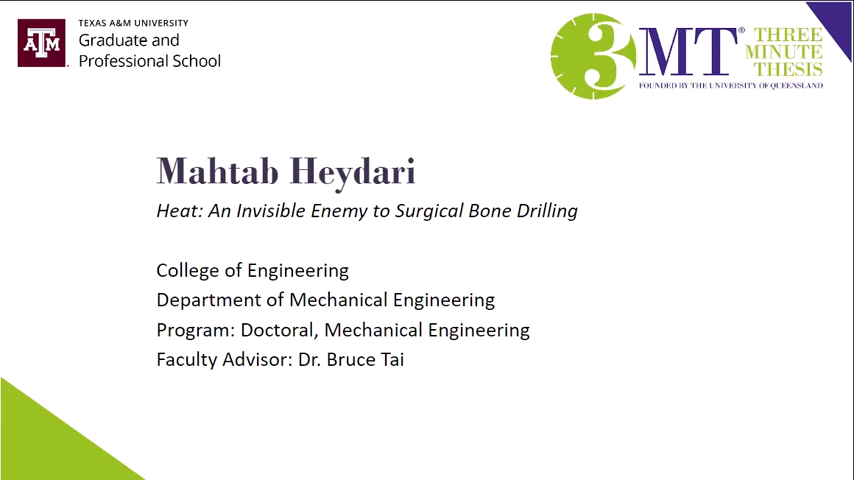 TEXAS A&M UNIVERSITY
Graduate and
Professional School
ATM
3MT® THREE
MINUTE
THESIS
FOUNDED BY THE UNIVERSITY OF QUEENSLAND
Mahtab Heydari
Heat: An Invisible Enemy to Surgical Bone Drilling
College of Engineering
Department of Mechanical Engineering
Program: Doctoral, Mechanical Engineering
Faculty Advisor: Dr. Bruce Tai